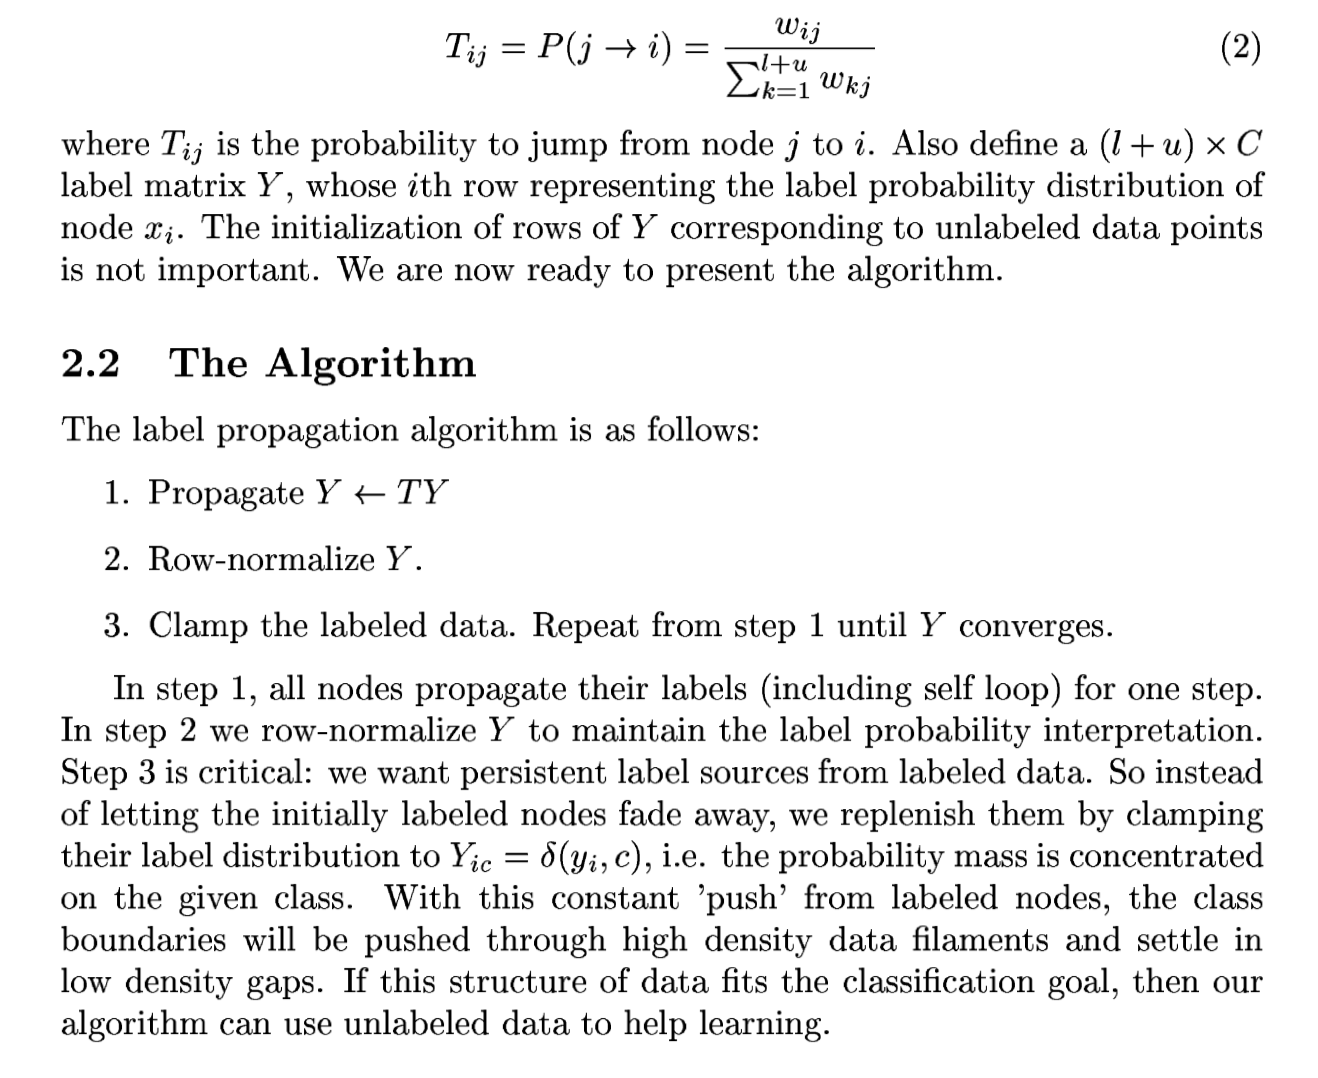 T_{ij} = P(j → i) = \frac{w_{ij}}{\sum_{k=1}^{l+u} w_{kj}} (2)
where T_{ij} is the probability to jump from node j to i. Also define a (l + u) × C
label matrix Y, whose ith row representing the label probability distribution of
node x_i. The initialization of rows of Y corresponding to unlabeled data points
is not important. We are now ready to present the algorithm.
2.2 The Algorithm
The label propagation algorithm is as follows:
1. Propagate Y ← TY
2. Row-normalize Y.
3. Clamp the labeled data. Repeat from step 1 until Y converges.
In step 1, all nodes propagate their labels (including self loop) for one step.
In step 2 we row-normalize Y to maintain the label probability interpretation.
Step 3 is critical: we want persistent label sources from labeled data. So instead
of letting the initially labeled nodes fade away, we replenish them by clamping
their label distribution to Y_{ic} = δ(y_i, c), i.e. the probability mass is concentrated
on the given class. With this constant ’push’ from labeled nodes, the class
boundaries will be pushed through high density data filaments and settle in
low density gaps. If this structure of data fits the classification goal, then our
algorithm can use unlabeled data to help learning.